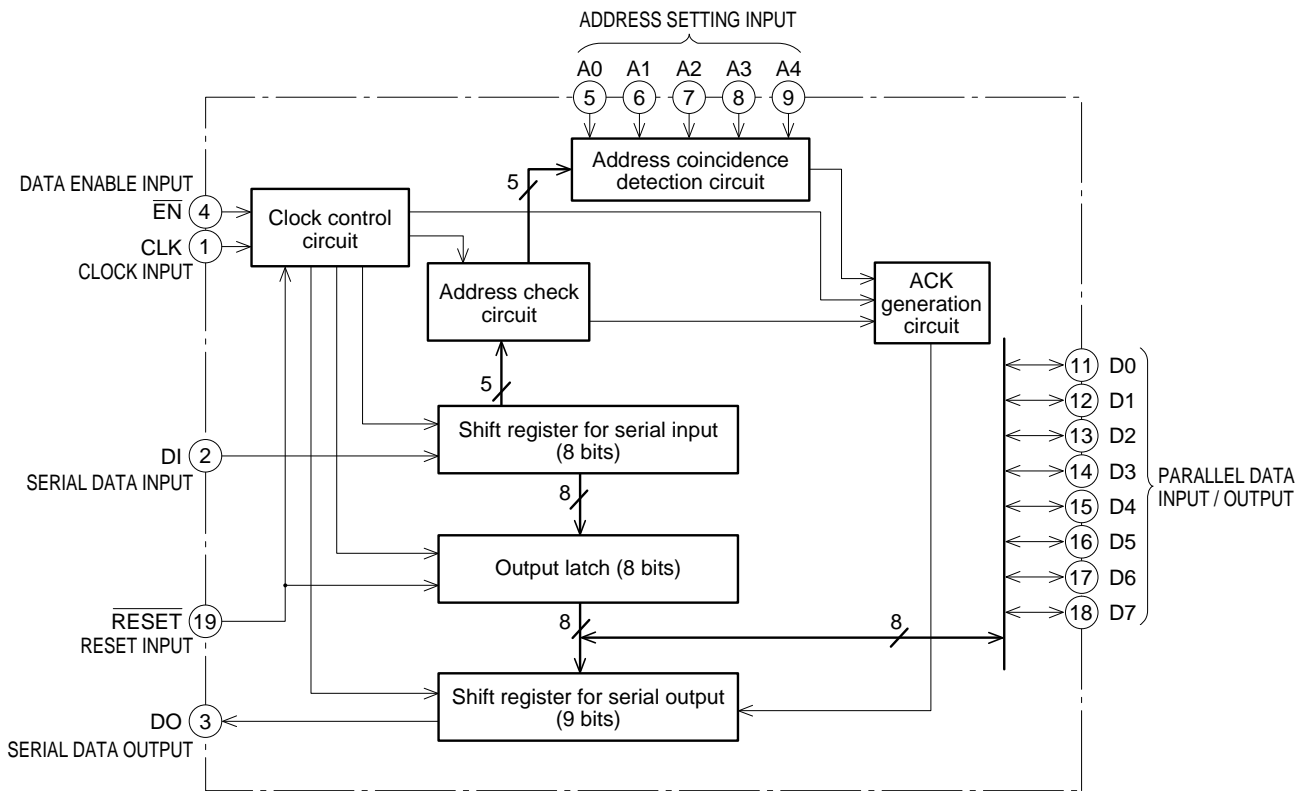 ADDRESS SETTING INPUT
A0 A1 A2 A3 A4
5 6 7 8 9
Address coincidence
detection circuit
5
DATA ENABLE INPUT
EN 4
CLK 1
CLOCK INPUT
Clock control
circuit
Address check
circuit
ACK
generation
circuit
5
DI 2
SERIAL DATA INPUT
Shift register for serial input
(8 bits)
8
Output latch (8 bits)
RESET 19
RESET INPUT
8
8
Shift register for serial output
(9 bits)
DO 3
SERIAL DATA OUTPUT
11 D0
12 D1
13 D2
14 D3
15 D4
16 D5
17 D6
18 D7
PARALLEL DATA
INPUT / OUTPUT